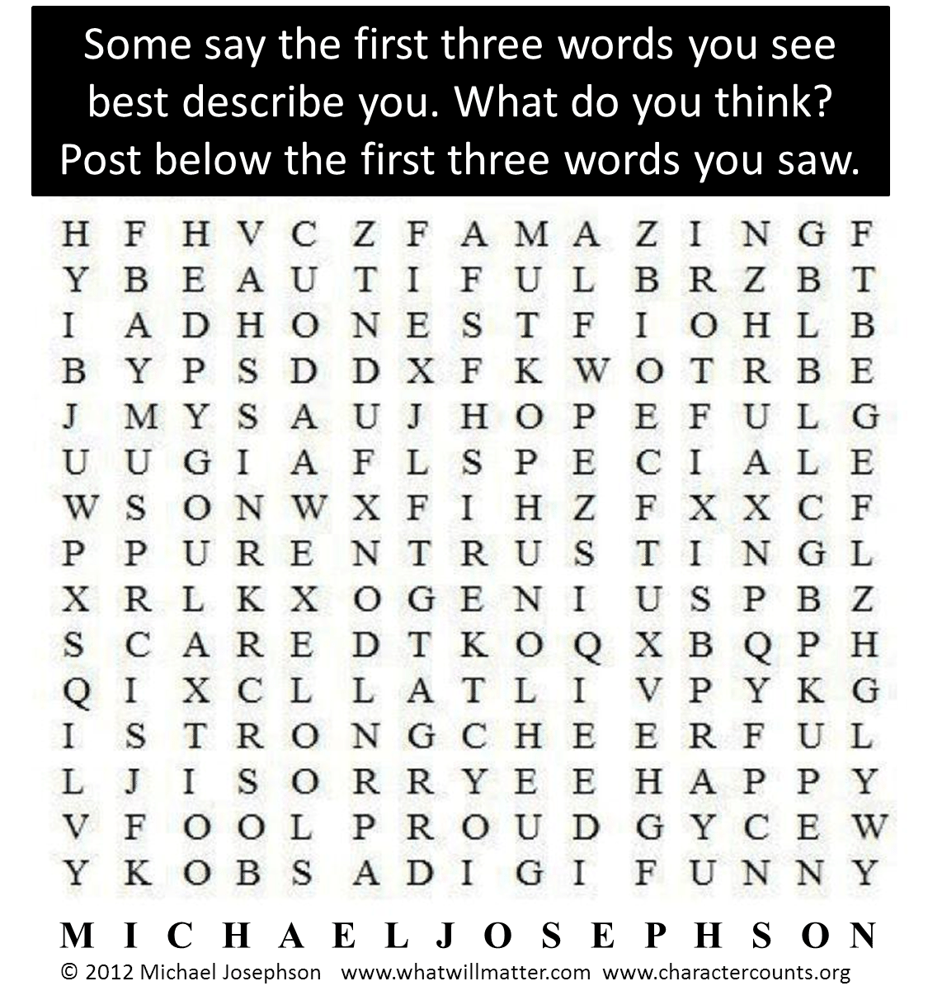 Some say the first three words you see
best describe you. What do you think?
Post below the first three words you saw.
H F H V C Z F A M A Z I N G F
Y B E A U T I F U L B R Z B T
I A D H O N E S T F I O H L B
B Y P S D D X F K W O T R B E
J M Y S A U J H O P E F U L G
U U G I A F L S P E C I A L E
W S O N W X F I H Z F X X C F
P P U R E N T R U S T I N G L
X R L K X O G E N I U S P B Z
S C A R E D T K O Q X B Q P H
Q I X C L L A T L I V P Y K G
I S T R O N G C H E E R F U L
L J I S O R R Y E E H A P P Y
V F O O L P R O U D G Y C E W
Y K O B S A D I G I F U N N Y
M I C H A E L J O S E P H S O N
© 2012 Michael Josephson www.whatwillmatter.com www.charactercounts.org